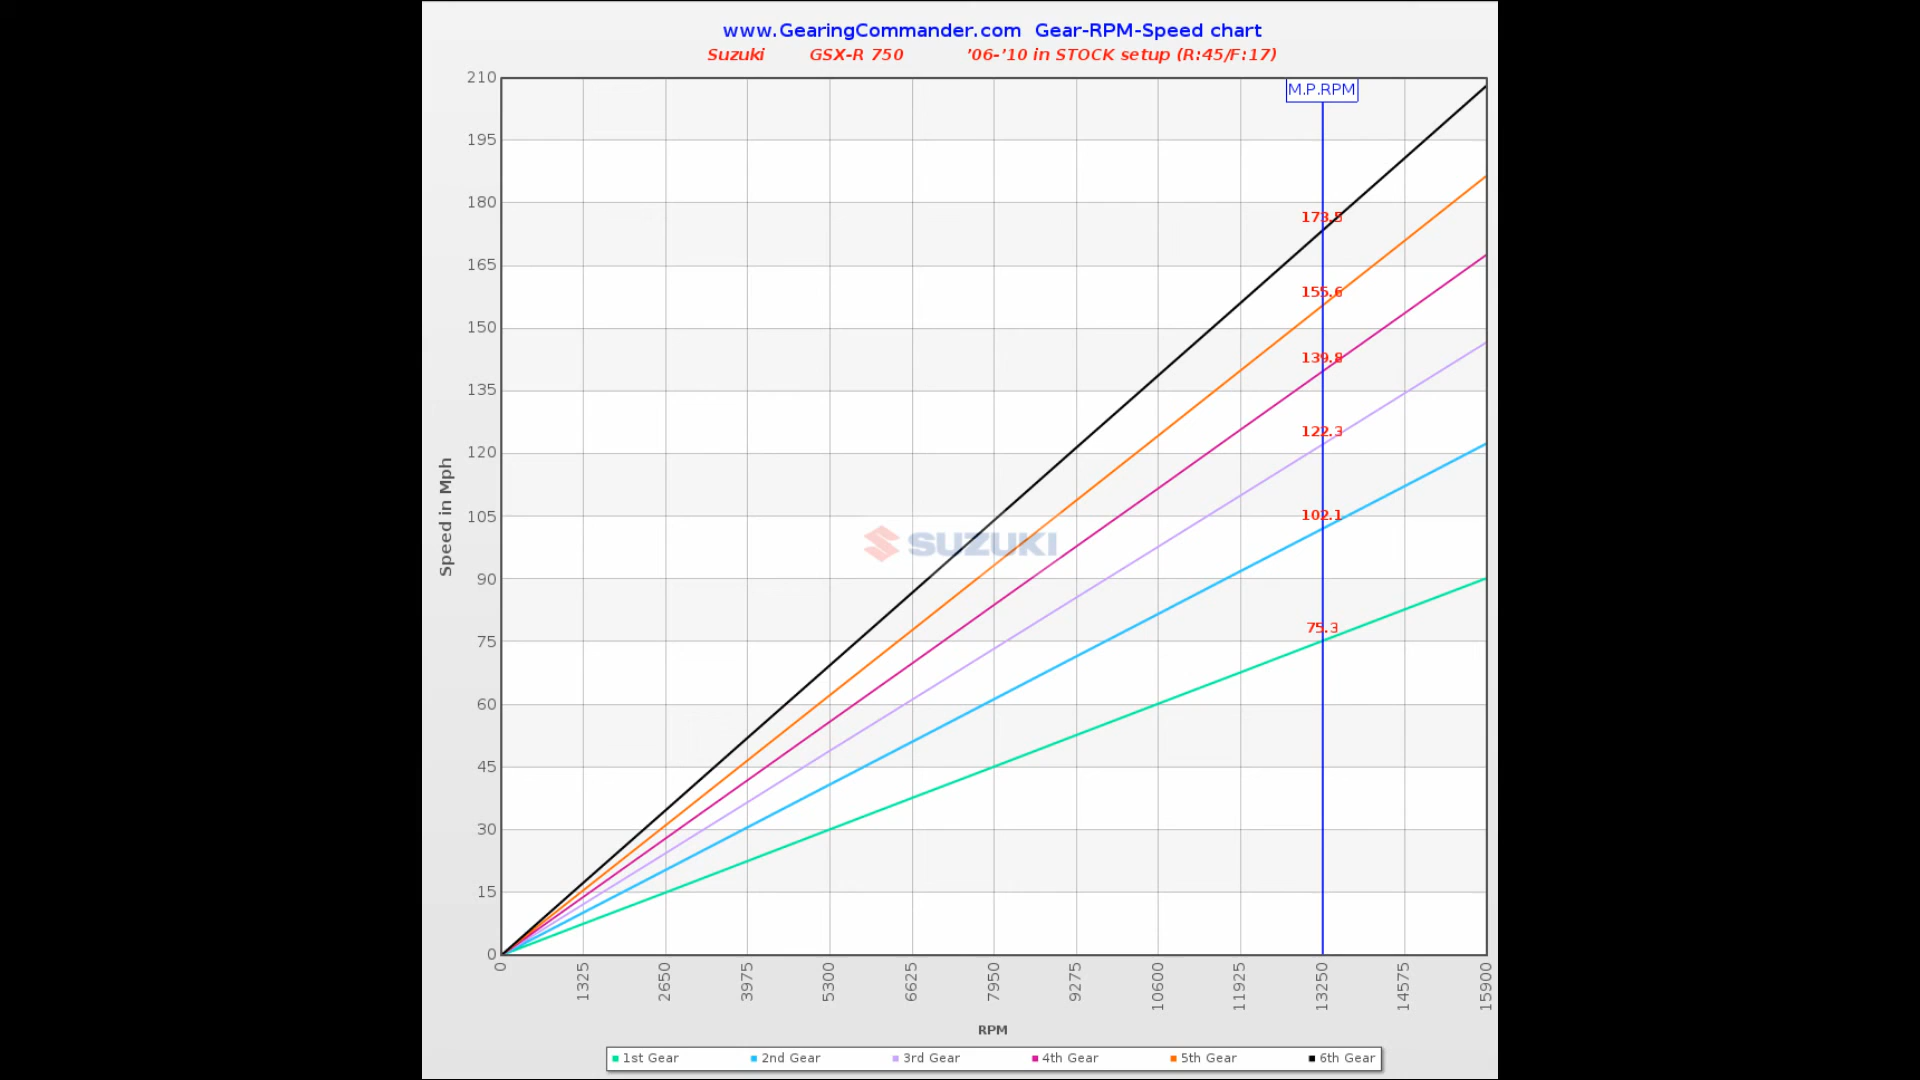 www.GearingCommander.com Gear-RPM-Speed chart
Suzuki GSX-R 750 '06-'10 in STOCK setup (R:45/F:17)
210
M.P.RPM
195
180
173.5
165
155.6
150
139.8
135
122.3
120
105
102.1
SUZUKI
90
75.3
75
60
45
30
15
0
Speed in Mph
0 1325 2650 3975 5300 6625 7950 9275 10600 11925 13250 14575 15900
RPM
1st Gear 2nd Gear 3rd Gear 4th Gear 5th Gear 6th Gear